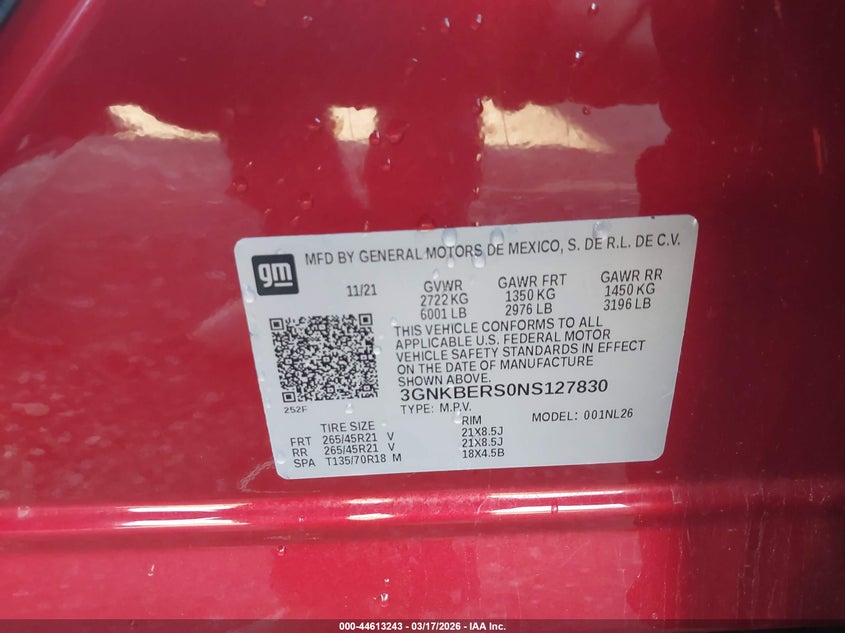 gm
MFD BY GENERAL MOTORS DE MEXICO, S. DE R.L. DE C.V.
11/21 GVWR GAWR FRT GAWR RR
2722 KG 1350 KG 1450 KG
6001 LB 2976 LB 3196 LB
THIS VEHICLE CONFORMS TO ALL
APPLICABLE U.S. FEDERAL MOTOR
VEHICLE SAFETY STANDARDS IN EFFECT
ON THE DATE OF MANUFACTURE
SHOWN ABOVE.
3GNKBERS0NS127830
252F TYPE: M.P.V. MODEL: 001NL26
TIRE SIZE RIM
FRT 265/45R21 V 21X8.5J
RR 265/45R21 V 21X8.5J
SPA T135/70R18 M 18X4.5B
000-44613243 - 03/17/2026 - IAA Inc.